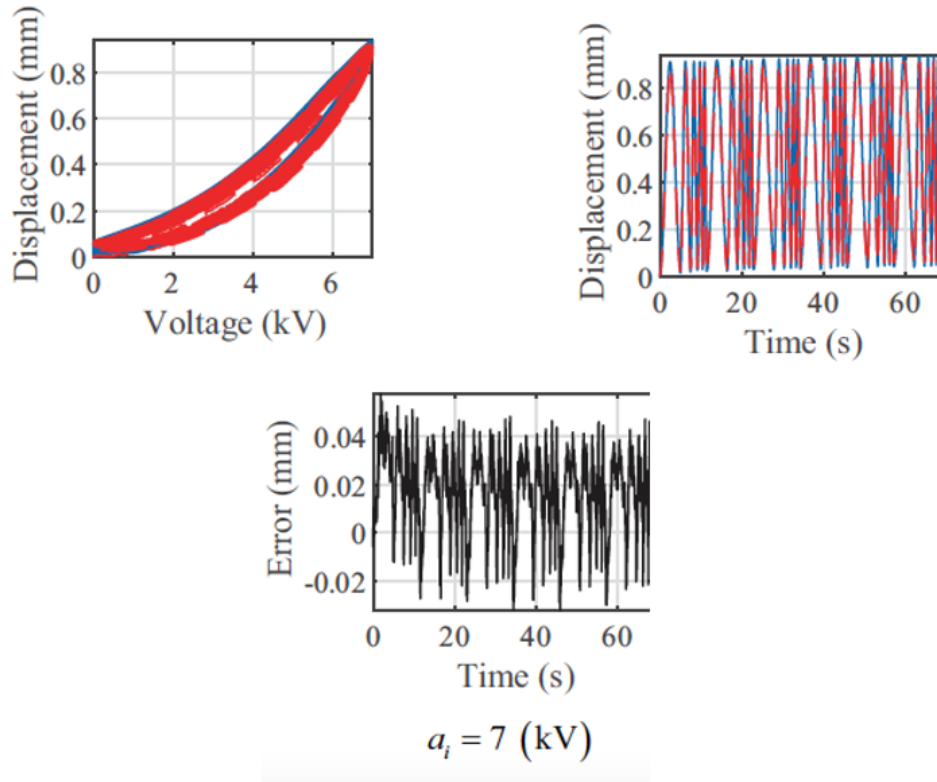 Displacement (mm)
0.8
0.6
0.4
0.2
0
0 2 4 6
Voltage (kV)
Displacement (mm)
0.8
0.6
0.4
0.2
0
0 20 40 60
Time (s)
Error (mm)
0.04
0.02
0
-0.02
0 20 40 60
Time (s)
a_i = 7 (kV)